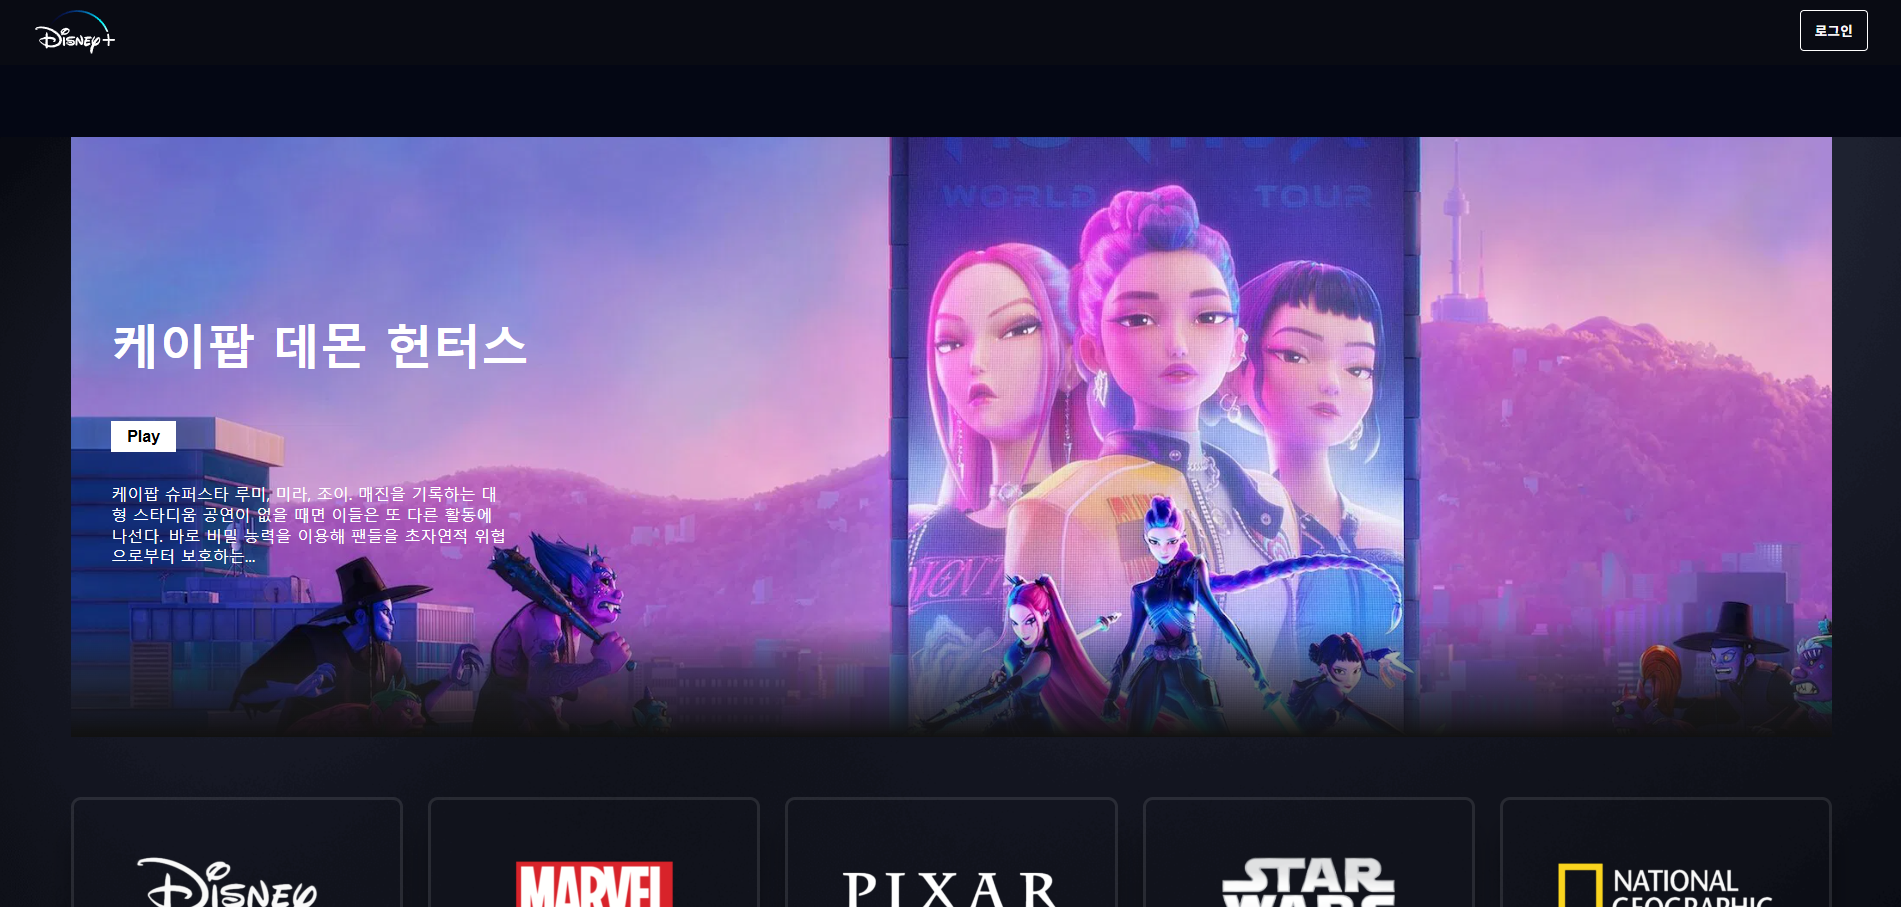 Disney+
로그인
WORLD TOUR
케이팝 데몬 헌터스
Play
케이팝 슈퍼스타 루미, 미라, 조이. 매진을 기록하는 대
형 스타디움 공연이 없을 때면 이들은 또 다른 활동에
나선다. 바로 비밀 능력을 이용해 팬들을 초자연적 위협
으로부터 보호하는...
Disney
MARVEL
PIXAR
STAR
WARS
NATIONAL
GEOGRAPHIC